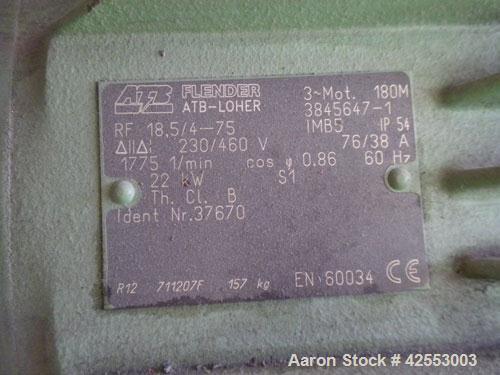 ATB FLENDER 3~Mot. 180M
ATB-LOHER 3845647-1
RF 18,5/4-75 IMB5 IP 54
Δ||Δ| 230/460 V 76/38 A
1775 1/min cos φ 0.86 60 Hz
22 kW S1
Th. Cl. B
Ident Nr.37670
R12 711207F 157 kg EN 60034 CE
Aaron Stock # 42553003